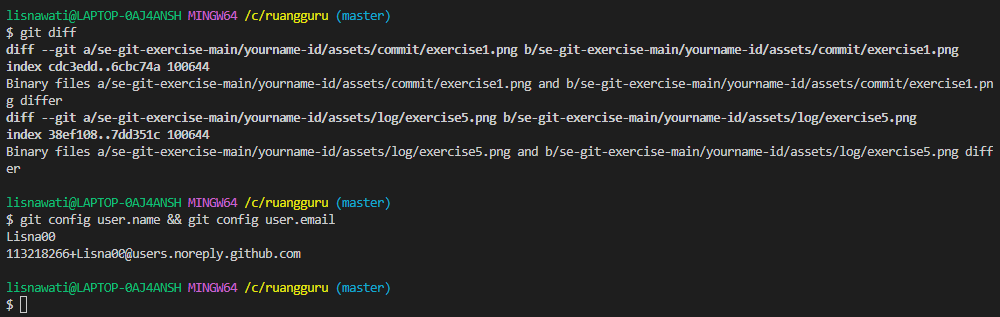 lisnawati@LAPTOP-0AJ4ANSH MINGW64 /c/ruangguru (master)
$ git diff
diff --git a/se-git-exercise-main/yourname-id/assets/commit/exercise1.png b/se-git-exercise-main/yourname-id/assets/commit/exercise1.png
index cdc3edd..6cbc74a 100644
Binary files a/se-git-exercise-main/yourname-id/assets/commit/exercise1.png and b/se-git-exercise-main/yourname-id/assets/commit/exercise1.pn
g differ
diff --git a/se-git-exercise-main/yourname-id/assets/log/exercise5.png b/se-git-exercise-main/yourname-id/assets/log/exercise5.png
index 38ef108..7dd351c 100644
Binary files a/se-git-exercise-main/yourname-id/assets/log/exercise5.png and b/se-git-exercise-main/yourname-id/assets/log/exercise5.png diff
er
lisnawati@LAPTOP-0AJ4ANSH MINGW64 /c/ruangguru (master)
$ git config user.name && git config user.email
Lisna00
113218266+Lisna00@users.noreply.github.com
lisnawati@LAPTOP-0AJ4ANSH MINGW64 /c/ruangguru (master)
$